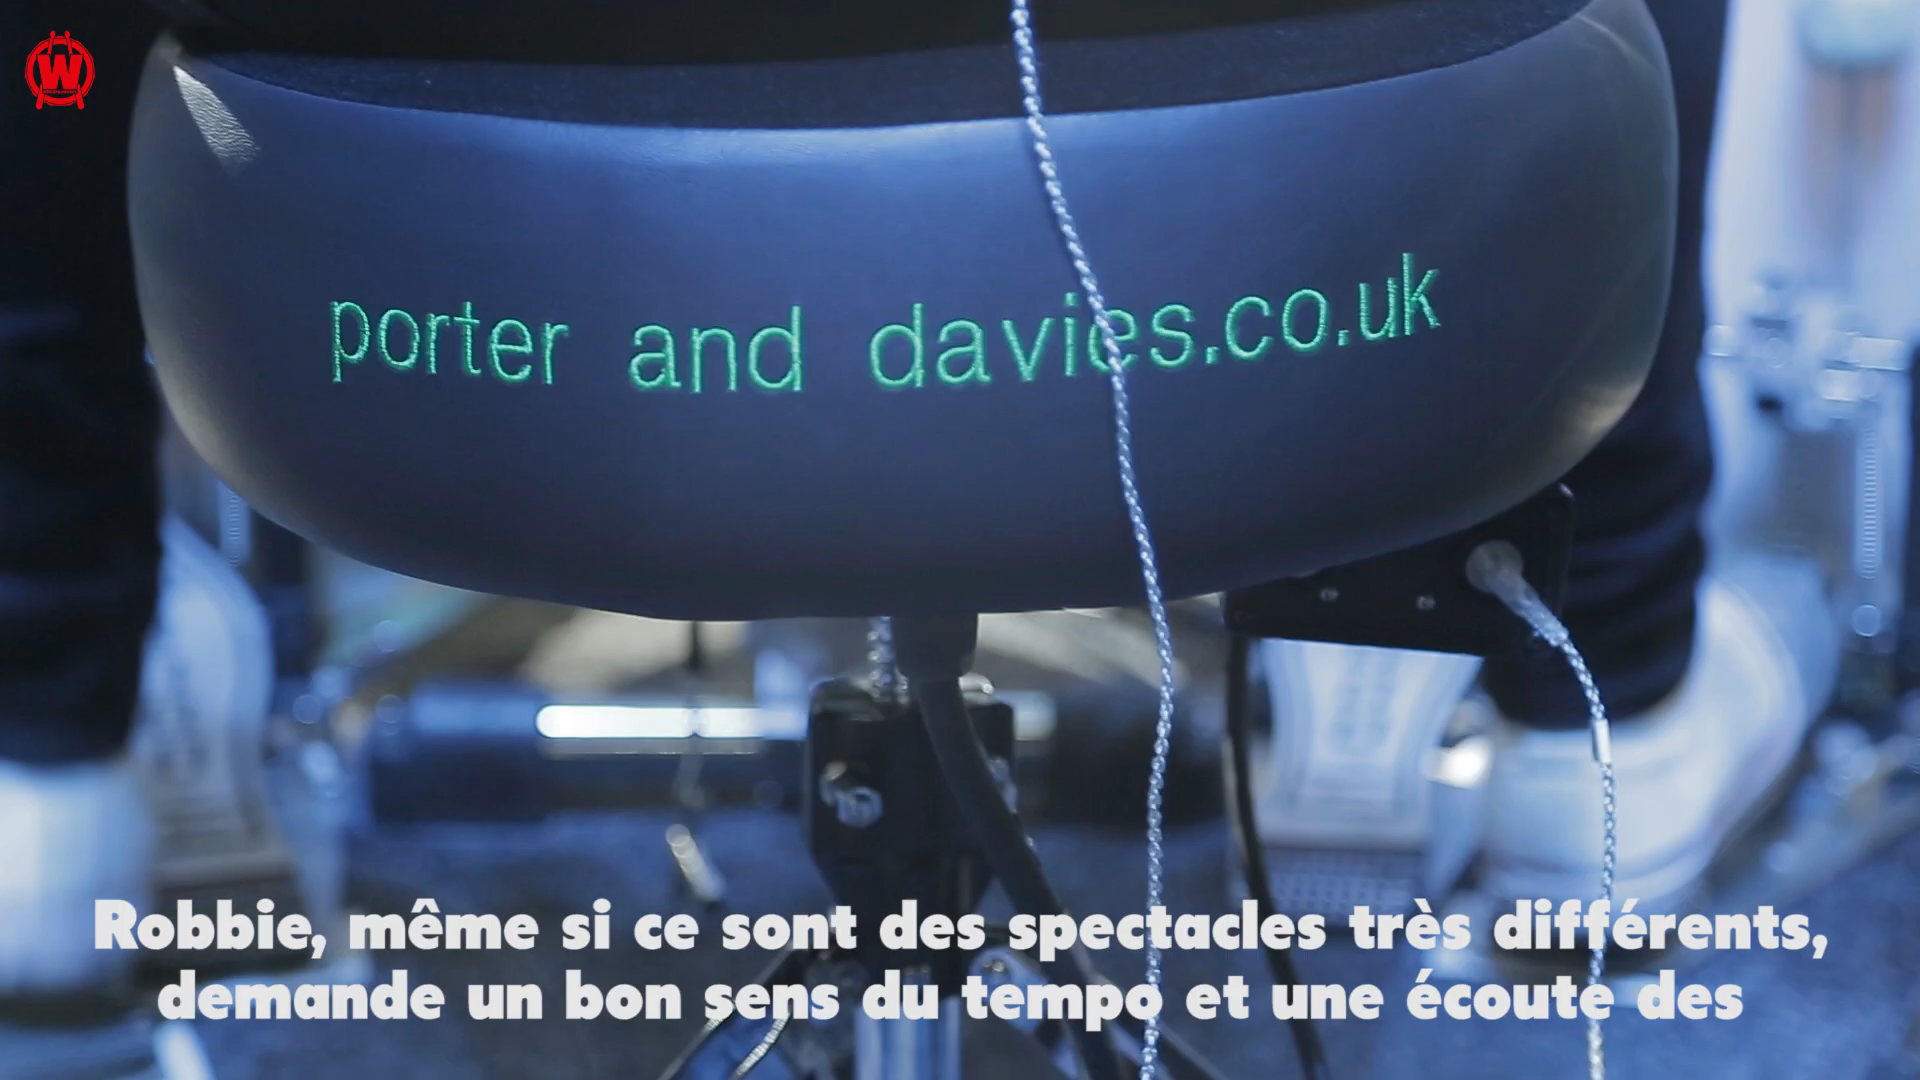 W
porter and davies.co.uk
Robbie, même si ce sont des spectacles très différents,
demande un bon sens du tempo et une écoute des